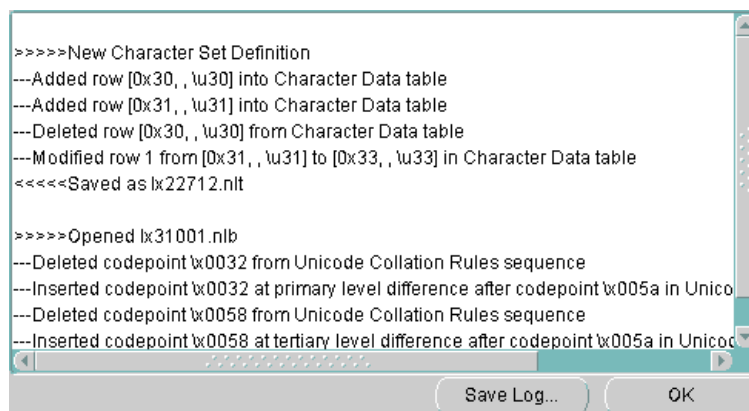 >>>>>New Character Set Definition
---Added row [0x30, , \u30] into Character Data table
---Added row [0x31, , \u31] into Character Data table
---Deleted row [0x30, , \u30] from Character Data table
---Modified row 1 from [0x31, , \u31] to [0x33, , \u33] in Character Data table
<<<<<Saved as lx22712.nlt
>>>>>Opened lx31001.nlb
---Deleted codepoint \x0032 from Unicode Collation Rules sequence
---Inserted codepoint \x0032 at primary level difference after codepoint \x005a in Unico
---Deleted codepoint \x0058 from Unicode Collation Rules sequence
---Inserted codepoint \x0058 at tertiary level difference after codepoint \x005a in Unicod
Save Log... OK